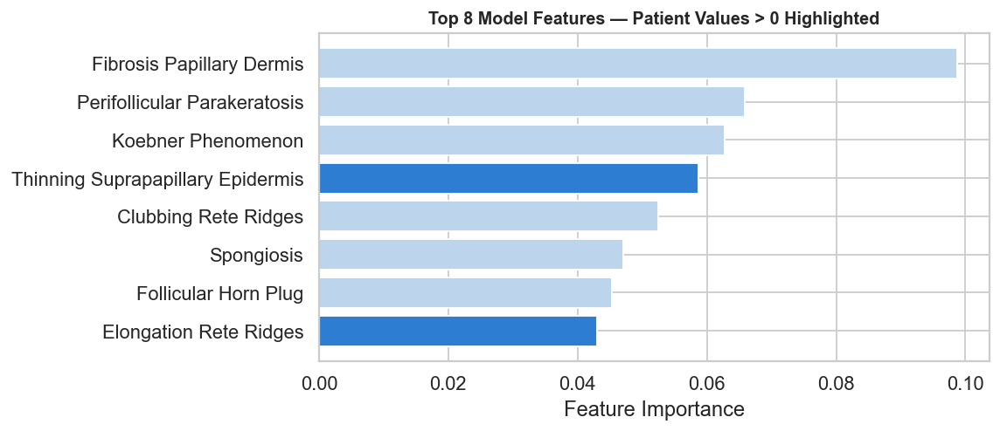 Top 8 Model Features — Patient Values > 0 Highlighted
Fibrosis Papillary Dermis
Perifollicular Parakeratosis
Koebner Phenomenon
Thinning Suprapapillary Epidermis
Clubbing Rete Ridges
Spongiosis
Follicular Horn Plug
Elongation Rete Ridges
0.00 0.02 0.04 0.06 0.08 0.10
Feature Importance